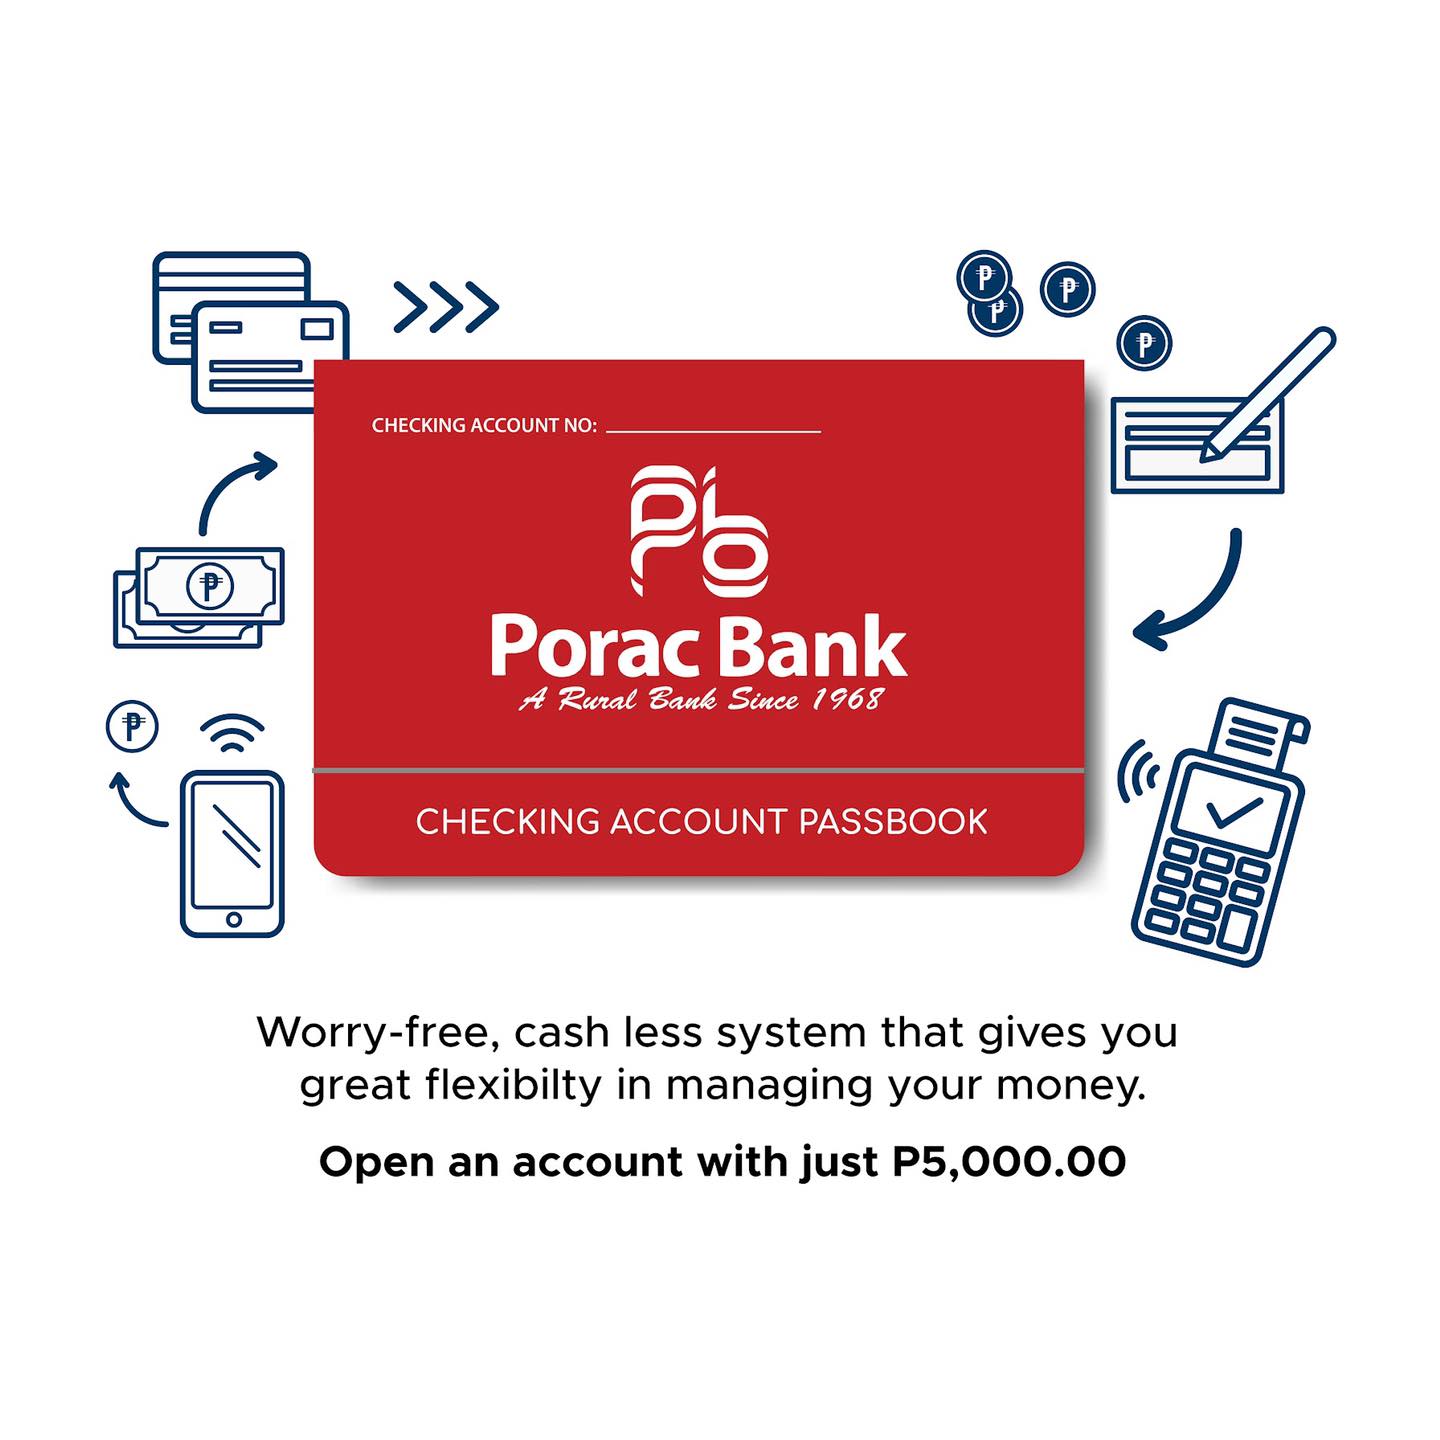 CHECKING ACCOUNT NO:
Porac Bank
A Rural Bank Since 1968
CHECKING ACCOUNT PASSBOOK
Worry-free, cash less system that gives you
great flexibilty in managing your money.
Open an account with just P5,000.00